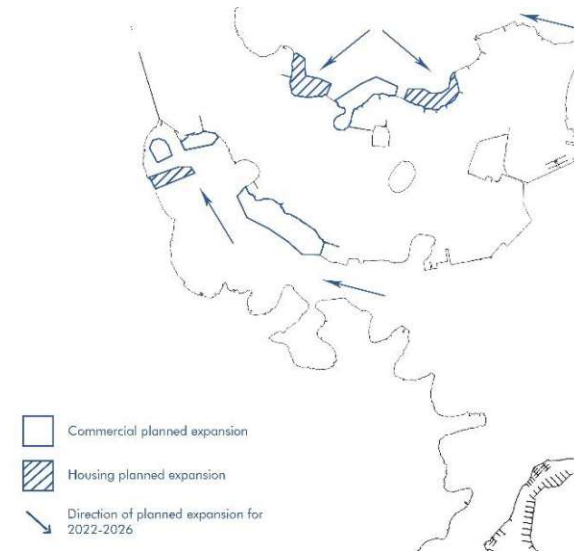 Commercial planned expansion
Housing planned expansion
Direction of planned expansion for
2022-2026